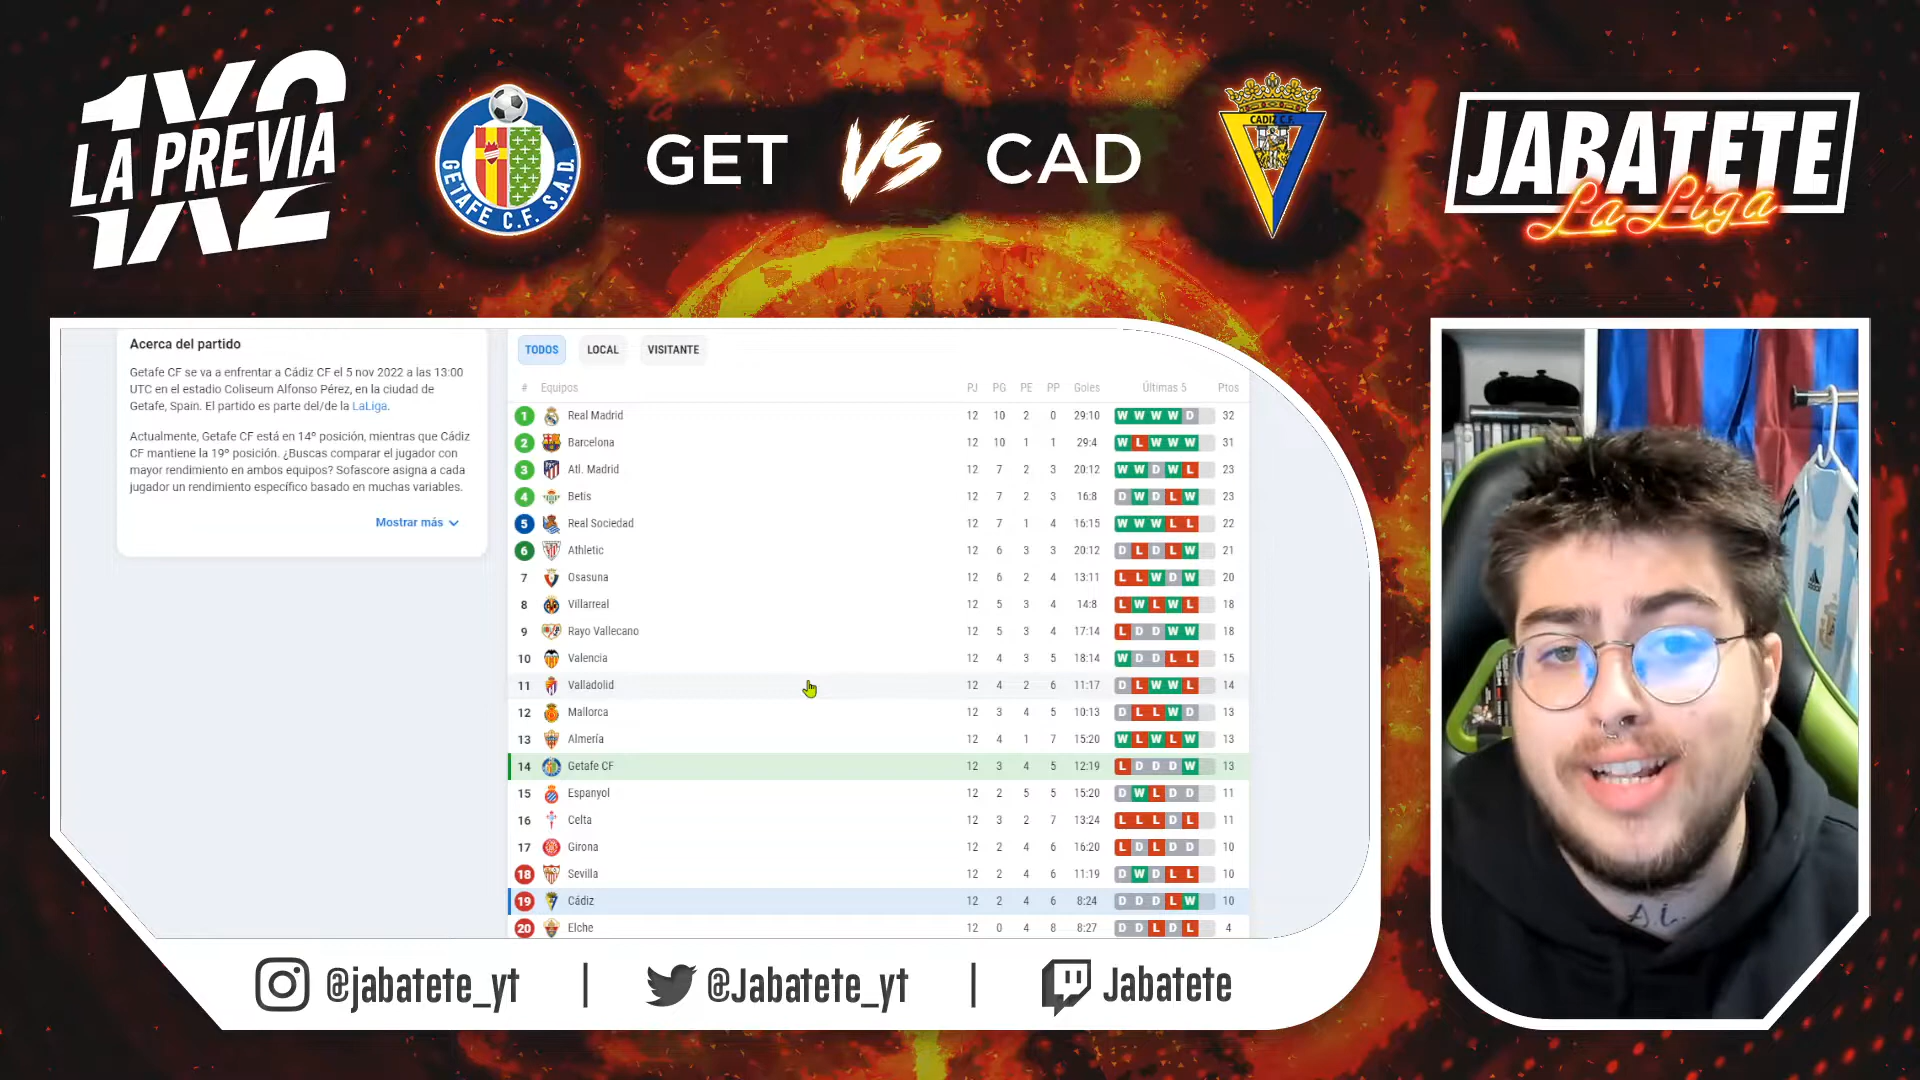 1X2
LA PREVIA
1X2
GETAFE C.F. S.A.D.
GET VS CAD
CADIZ C.F.
JABATETE
La Liga
Acerca del partido
Getafe CF se va a enfrentar a Cádiz CF el 5 nov 2022 a las 13:00
UTC en el estadio Coliseum Alfonso Pérez, en la ciudad de
Getafe, Spain. El partido es parte del/de la LaLiga.
Actualmente, Getafe CF está en 14º posición, mientras que Cádiz
CF mantiene la 19º posición. ¿Buscas comparar el jugador con
mayor rendimiento en ambos equipos? Sofascore asigna a cada
jugador un rendimiento específico basado en muchas variables.
Mostrar más
TODOS LOCAL VISITANTE
# Equipos PJ PG PE PP Goles Últimas 5 Ptos
1 Real Madrid 12 10 2 0 29:10 W W W W D 32
2 Barcelona 12 10 1 1 29:4 W L W W W 31
3 Atl. Madrid 12 7 2 3 20:12 W W D W L 23
4 Betis 12 7 2 3 16:8 D W D L W 23
5 Real Sociedad 12 7 1 4 16:15 W W W L L 22
6 Athletic 12 6 3 3 20:12 D L D L W 21
7 Osasuna 12 6 2 4 13:11 L L W D W 20
8 Villarreal 12 5 3 4 14:8 L W L W L 18
9 Rayo Vallecano 12 5 3 4 17:14 L D D W W 18
10 Valencia 12 4 3 5 18:14 W D D L L 15
11 Valladolid 12 4 2 6 11:17 D L W W L 14
12 Mallorca 12 3 4 5 10:13 D L L W D 13
13 Almería 12 4 1 7 15:20 W L W L W 13
14 Getafe CF 12 3 4 5 12:19 L D D D W 13
15 Espanyol 12 2 5 5 15:20 D W L D D 11
16 Celta 12 3 2 7 13:24 L L L D L 11
17 Girona 12 2 4 6 16:20 L D L D D 10
18 Sevilla 12 2 4 6 11:19 D W D L L 10
19 Cádiz 12 2 4 6 8:24 D D D L W 10
20 Elche 12 0 4 8 8:27 D D L D L 4
@jabatete_yt | @Jabatete_yt | Jabatete